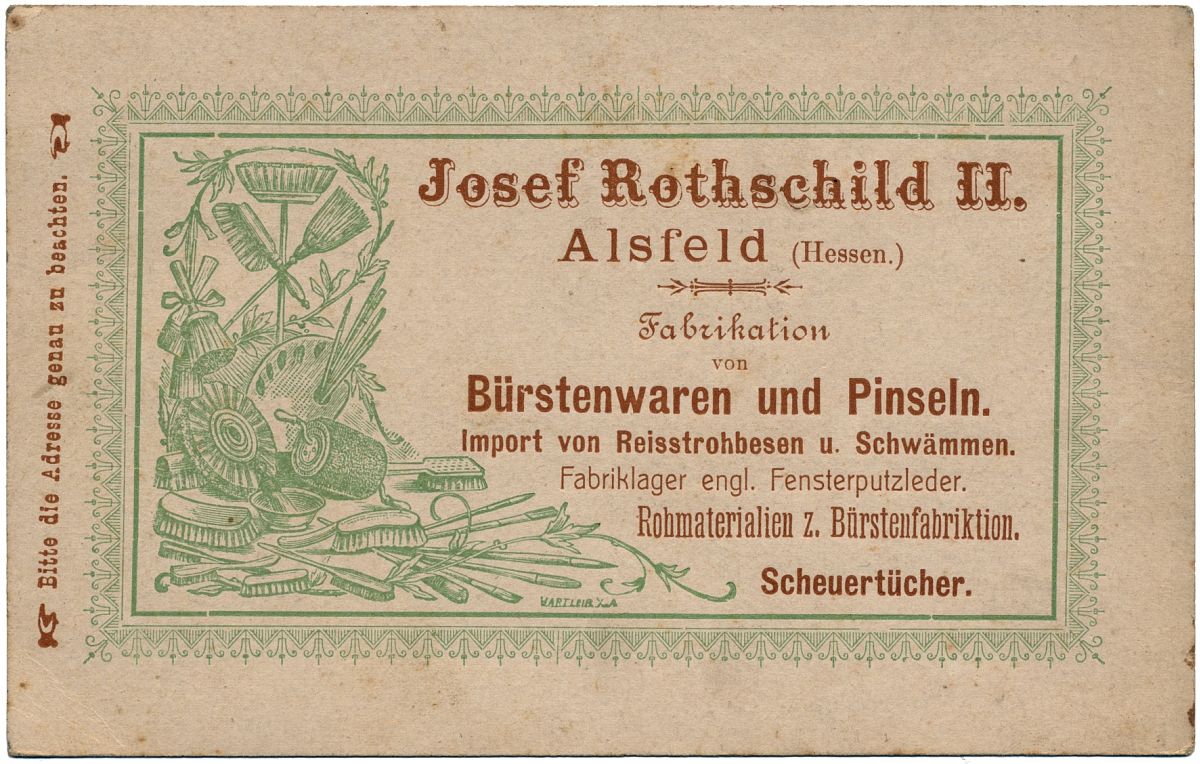 Josef Rothschild II.
Alsfeld (Hessen.)
Fabrikation
von
Bürstenwaren und Pinseln.
Import von Reisstrohbesen u. Schwämmen.
Fabriklager engl. Fensterputzleder.
Rohmaterialien z. Bürstenfabriktion.
Scheuertücher.
Bitte die Adresse genau zu beachten.